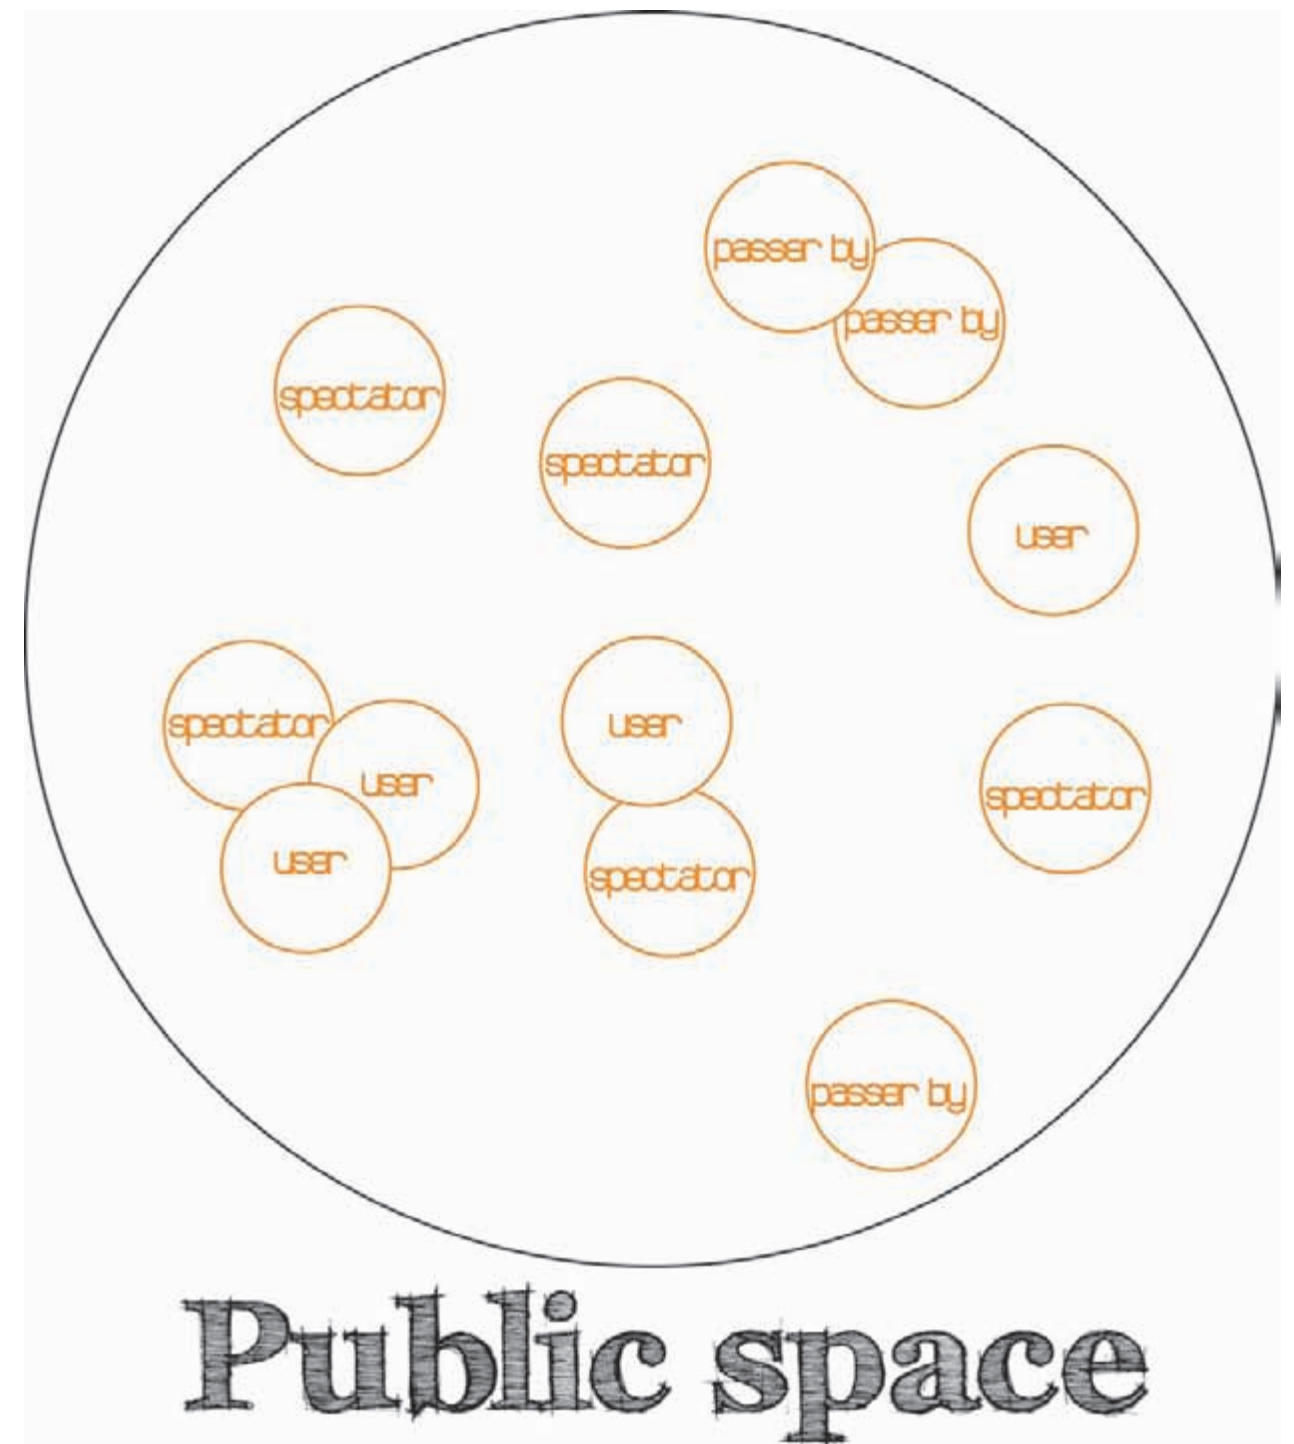 passer by
passer by
spectator
spectator
user
spectator
user
user
user
spectator
spectator
passer by
Public space